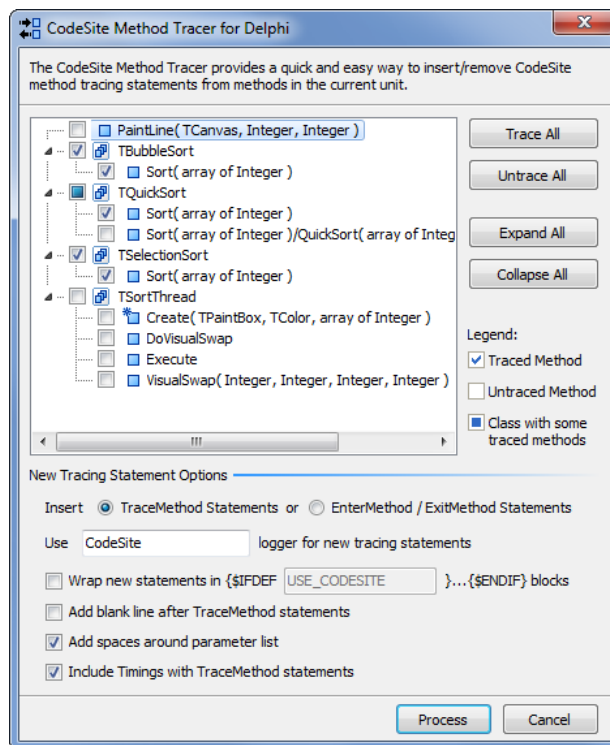 CodeSite Method Tracer for Delphi
The CodeSite Method Tracer provides a quick and easy way to insert/remove CodeSite
method tracing statements from methods in the current unit.
PaintLine( TCanvas, Integer, Integer )
TBubbleSort
Sort( array of Integer )
TQuickSort
Sort( array of Integer )
Sort( array of Integer )/QuickSort( array of Integ
TSelectionSort
Sort( array of Integer )
TSortThread
Create( TPaintBox, TColor, array of Integer )
DoVisualSwap
Execute
VisualSwap( Integer, Integer, Integer, Integer )
Trace All
Untrace All
Expand All
Collapse All
Legend:
Traced Method
Untraced Method
Class with some
traced methods
New Tracing Statement Options
Insert TraceMethod Statements or EnterMethod / ExitMethod Statements
Use CodeSite logger for new tracing statements
Wrap new statements in {$IFDEF USE_CODESITE }...{$ENDIF} blocks
Add blank line after TraceMethod statements
Add spaces around parameter list
Include Timings with TraceMethod statements
Process Cancel